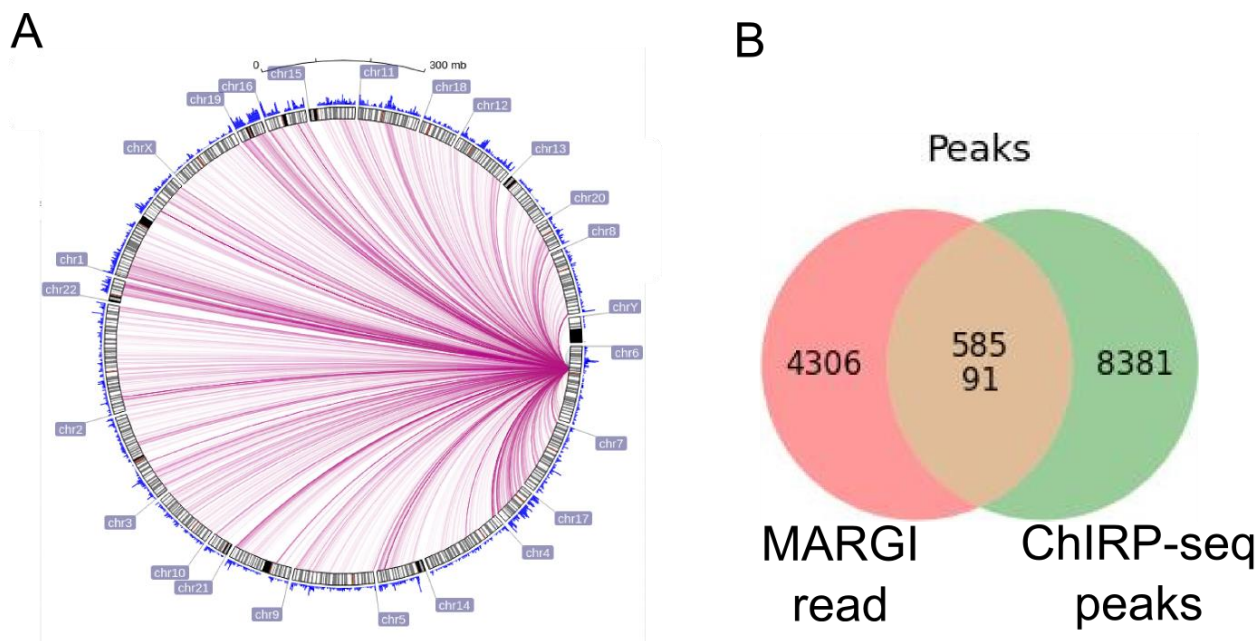 A
0
300 mb
chr15
chr11
chr16
chr18
chr19
chr12
chrX
chr13
chr20
chr8
chr1
chr22
chrY
chr6
chr2
chr7
chr3
chr17
chr4
chr10
chr21
chr9
chr5
chr14
B
Peaks
4306
585
91
8381
MARGI
read
ChIRP-seq
peaks